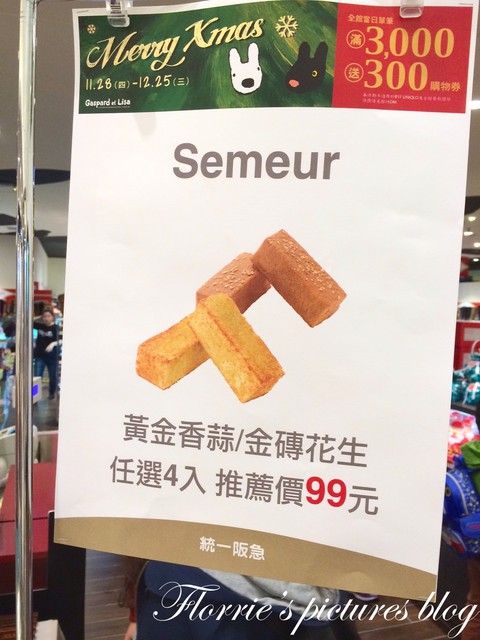 Merry Xmas
11.28(四)-12.25(三)
Gaspard et Lisa
全館當日單筆
滿3,000
送300購物券
Semeur
黃金香蒜/金磚花生
任選4入 推薦價99元
統一阪急
Florrie's pictures blog